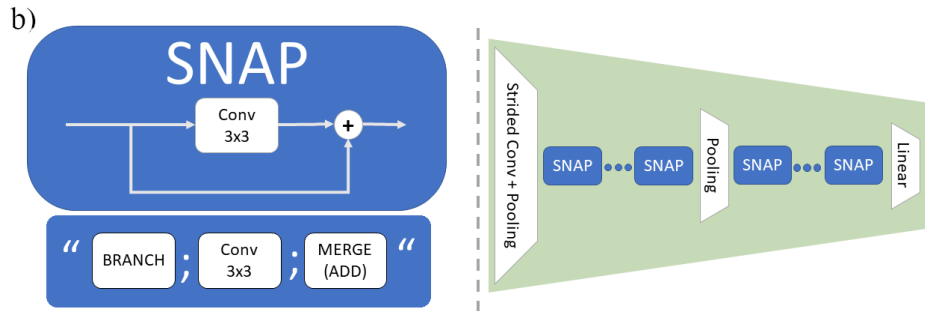 b)
SNAP
Conv
3x3
+
“ BRANCH ; Conv 3x3 ; MERGE (ADD) “
Strided Conv + Pooling
SNAP
SNAP
Pooling
SNAP
SNAP
Linear